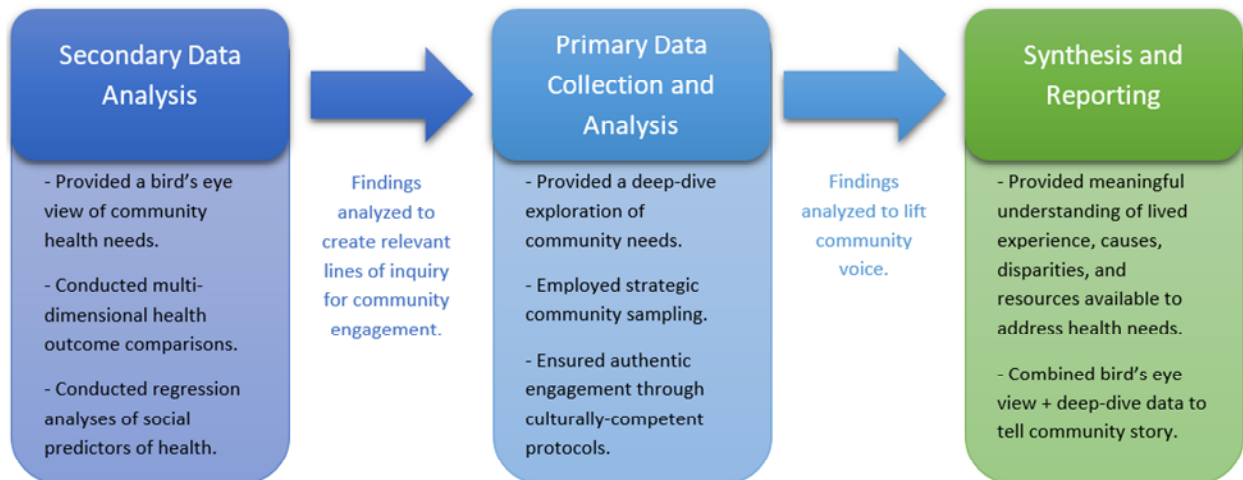 Secondary Data
Analysis
- Provided a bird's eye
view of community
health needs.
- Conducted multi-
dimensional health
outcome comparisons.
- Conducted regression
analyses of social
predictors of health.
Findings
analyzed to
create relevant
lines of inquiry
for community
engagement.
Primary Data
Collection and
Analysis
- Provided a deep-dive
exploration of
community needs.
- Employed strategic
community sampling.
- Ensured authentic
engagement through
culturally-competent
protocols.
Findings
analyzed to lift
community
voice.
Synthesis and
Reporting
- Provided meaningful
understanding of lived
experience, causes,
disparities, and
resources available to
address health needs.
- Combined bird's eye
view + deep-dive data to
tell community story.